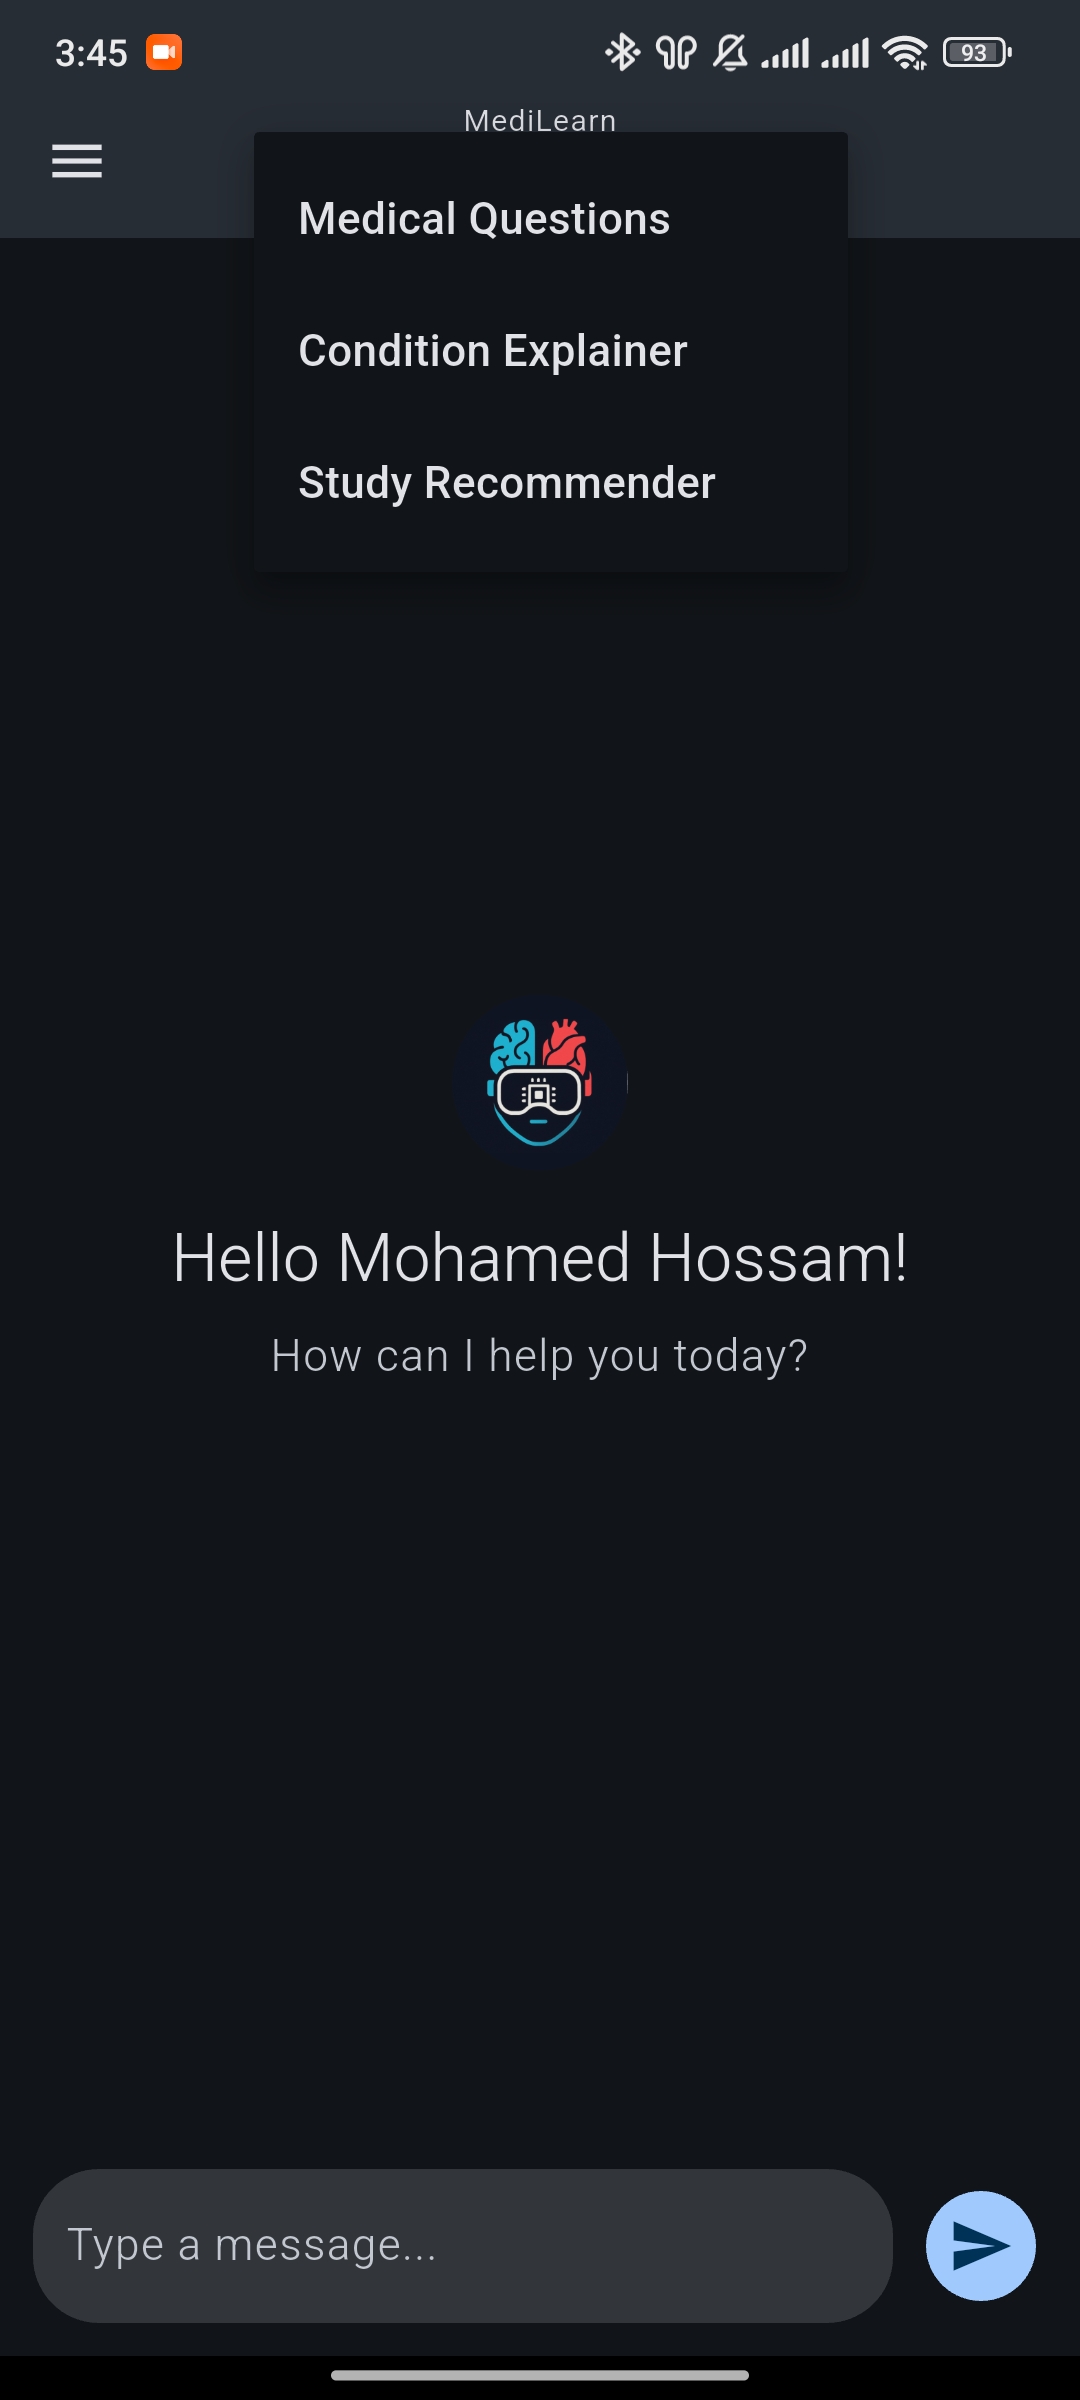 3:45
93
MediLearn
Medical Questions
Condition Explainer
Study Recommender
Hello Mohamed Hossam!
How can I help you today?
Type a message...